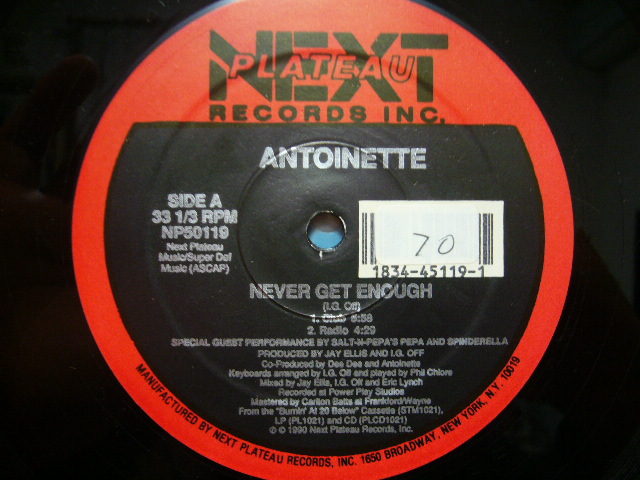 NEXT
PLATEAU
RECORDS INC.
ANTOINETTE
SIDE A
33 1/3 RPM
NP50119
Next Plateau
Music/Super Def
Music (ASCAP)
70
1834-45119-1
NEVER GET ENOUGH
(I.G. Off)
1. Club 5:58
2. Radio 4:29
SPECIAL GUEST PERFORMANCE BY SALT-N-PEPA'S PEPA AND SPINDERELLA
PRODUCED BY JAY ELLIS AND I.G. OFF
Co-Produced by Dee Dee and Antoinette
Keyboards arranged by I.G. Off and played by Phil Chlore
Mixed by Jay Ellis, I.G. Off and Eric Lynch
Recorded at Power Play Studios
Mastered by Carlton Batts at Frankford/Wayne
From the "Burnin' At 20 Below" Cassette (STM1021),
LP (PL1021) and CD (PLCD1021)
℗ © 1990 Next Plateau Records, Inc.
MANUFACTURED BY NEXT PLATEAU RECORDS, INC. 1650 BROADWAY, NEW YORK, N.Y. 10019